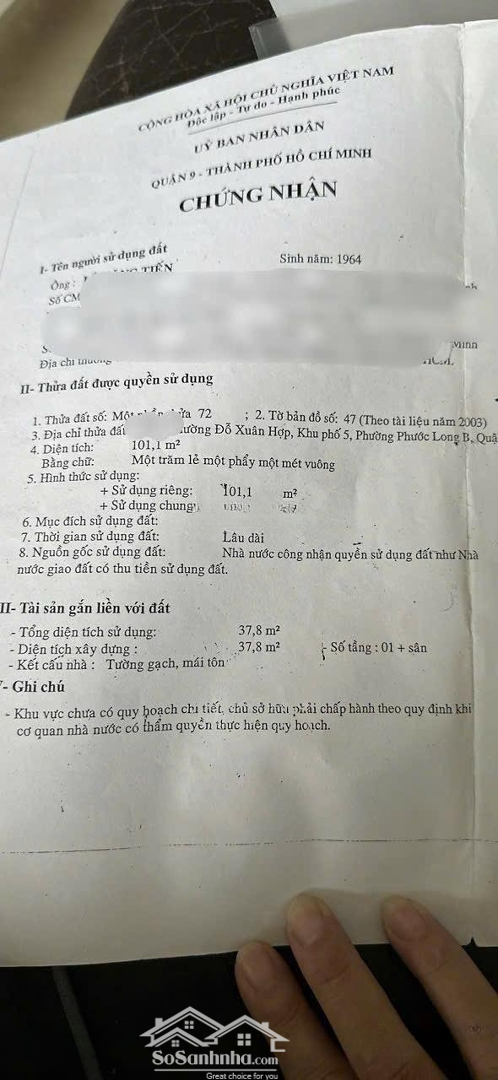 CỘNG HÒA XÃ HỘI CHỦ NGHĨA VIỆT NAM
Độc lập - Tự do - Hạnh phúc
UỶ BAN NHÂN DÂN
QUẬN 9 - THÀNH PHỐ HỒ CHÍ MINH
CHỨNG NHẬN
I- Tên người sử dụng đất
Ông : TIẾN Sinh năm: 1964
Số CM
Minh
Địa chỉ
II- Thửa đất được quyền sử dụng
1. Thửa đất số: Một 72 ; 2. Tờ bản đồ số: 47 (Theo tài liệu năm 2003)
3. Địa chỉ thửa đất Đỗ Xuân Hợp, Khu phố 5, Phường Phước Long B, Quậ
4. Diện tích: 101,1 m²
Bằng chữ: Một trăm lẻ một phẩy một mét vuông
5. Hình thức sử dụng:
+ Sử dụng riêng: 101,1 m²
+ Sử dụng chung
6. Mục đích sử dụng đất:
7. Thời gian sử dụng đất: Lâu dài
8. Nguồn gốc sử dụng đất: Nhà nước công nhận quyền sử dụng đất như Nhà
nước giao đất có thu tiền sử dụng đất.
II- Tài sản gắn liền với đất
- Tổng diện tích sử dụng: 37,8 m²
- Diện tích xây dựng : 37,8 m² - Số tầng : 01 + sân
- Kết cấu nhà : Tường gạch, mái tôn
- Ghi chú
- Khu vực chưa có quy hoạch chi tiết, chủ sở hữu phải chấp hành theo quy định khi
cơ quan nhà nước có thẩm quyền thực hiện quy hoạch.
SoSanhnha.com
Great choice for you